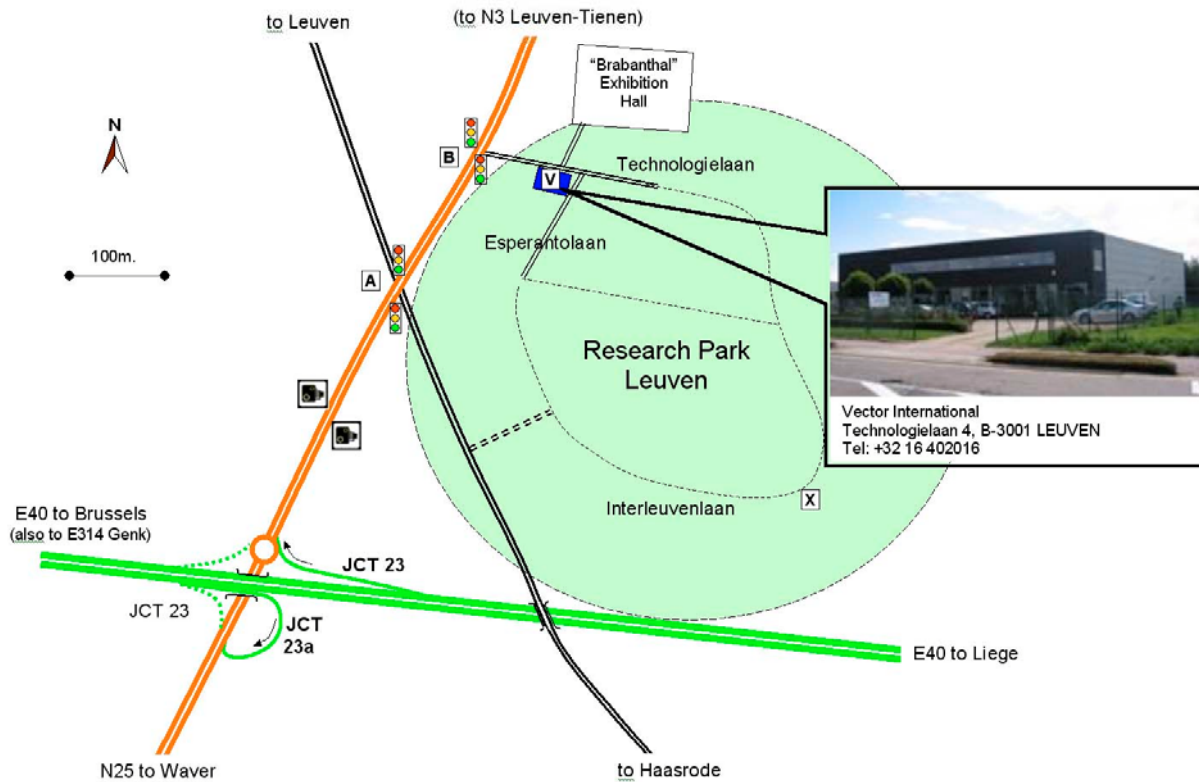 to Leuven
(to N3 Leuven-Tienen)
"Brabanthal"
Exhibition
Hall
N
B
Technologielaan
V
Esperantolaan
100m.
A
Research Park
Leuven
Vector International
Technologielaan 4, B-3001 LEUVEN
Tel: +32 16 402016
X
Interleuvenlaan
E40 to Brussels
(also to E314 Genk)
JCT 23
JCT 23
JCT
23a
E40 to Liege
N25 to Waver
to Haasrode